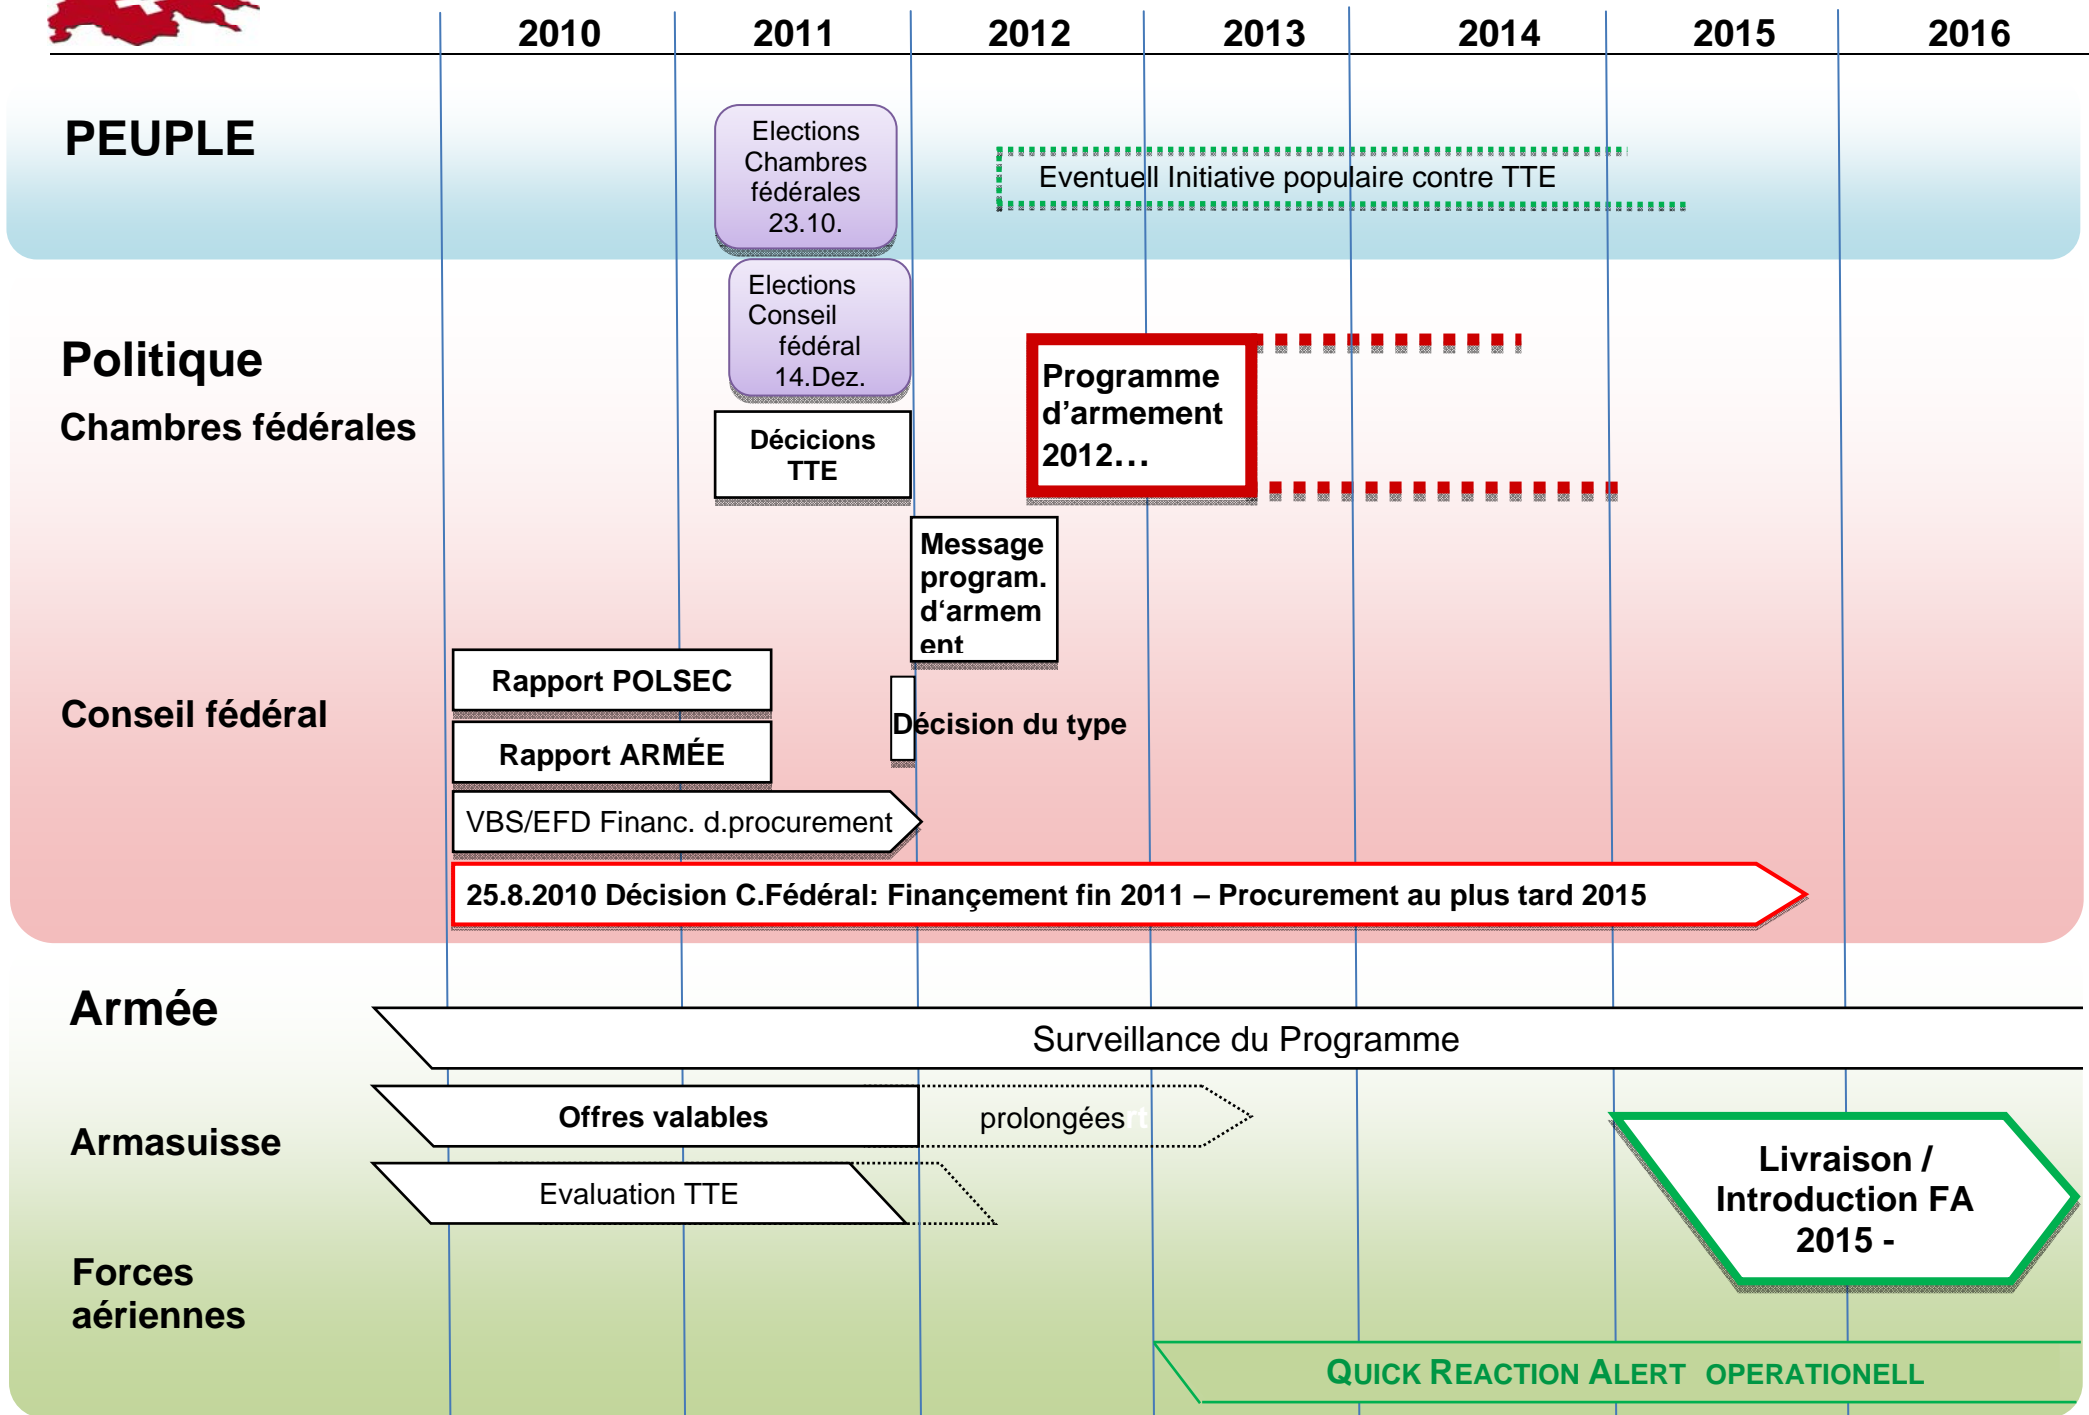 2010 2011 2012 2013 2014 2015 2016
PEUPLE
Elections
Chambres
fédérales
23.10.
Eventuell Initiative populaire contre TTE
Elections
Conseil
fédéral
14.Dez.
Politique
Chambres fédérales
Décicions
TTE
Programme
d’armement
2012…
Message
program.
d‘armem
ent
Conseil fédéral
Rapport POLSEC
Décision du type
Rapport ARMÉE
VBS/EFD Financ. d.procurement
25.8.2010 Décision C.Fédéral: Finançement fin 2011 – Procurement au plus tard 2015
Armée
Surveillance du Programme
Armasuisse
Offres valables
prolongéesrt
Evaluation TTE
Livraison /
Introduction FA
2015 -
Forces
aériennes
QUICK REACTION ALERT OPERATIONELL